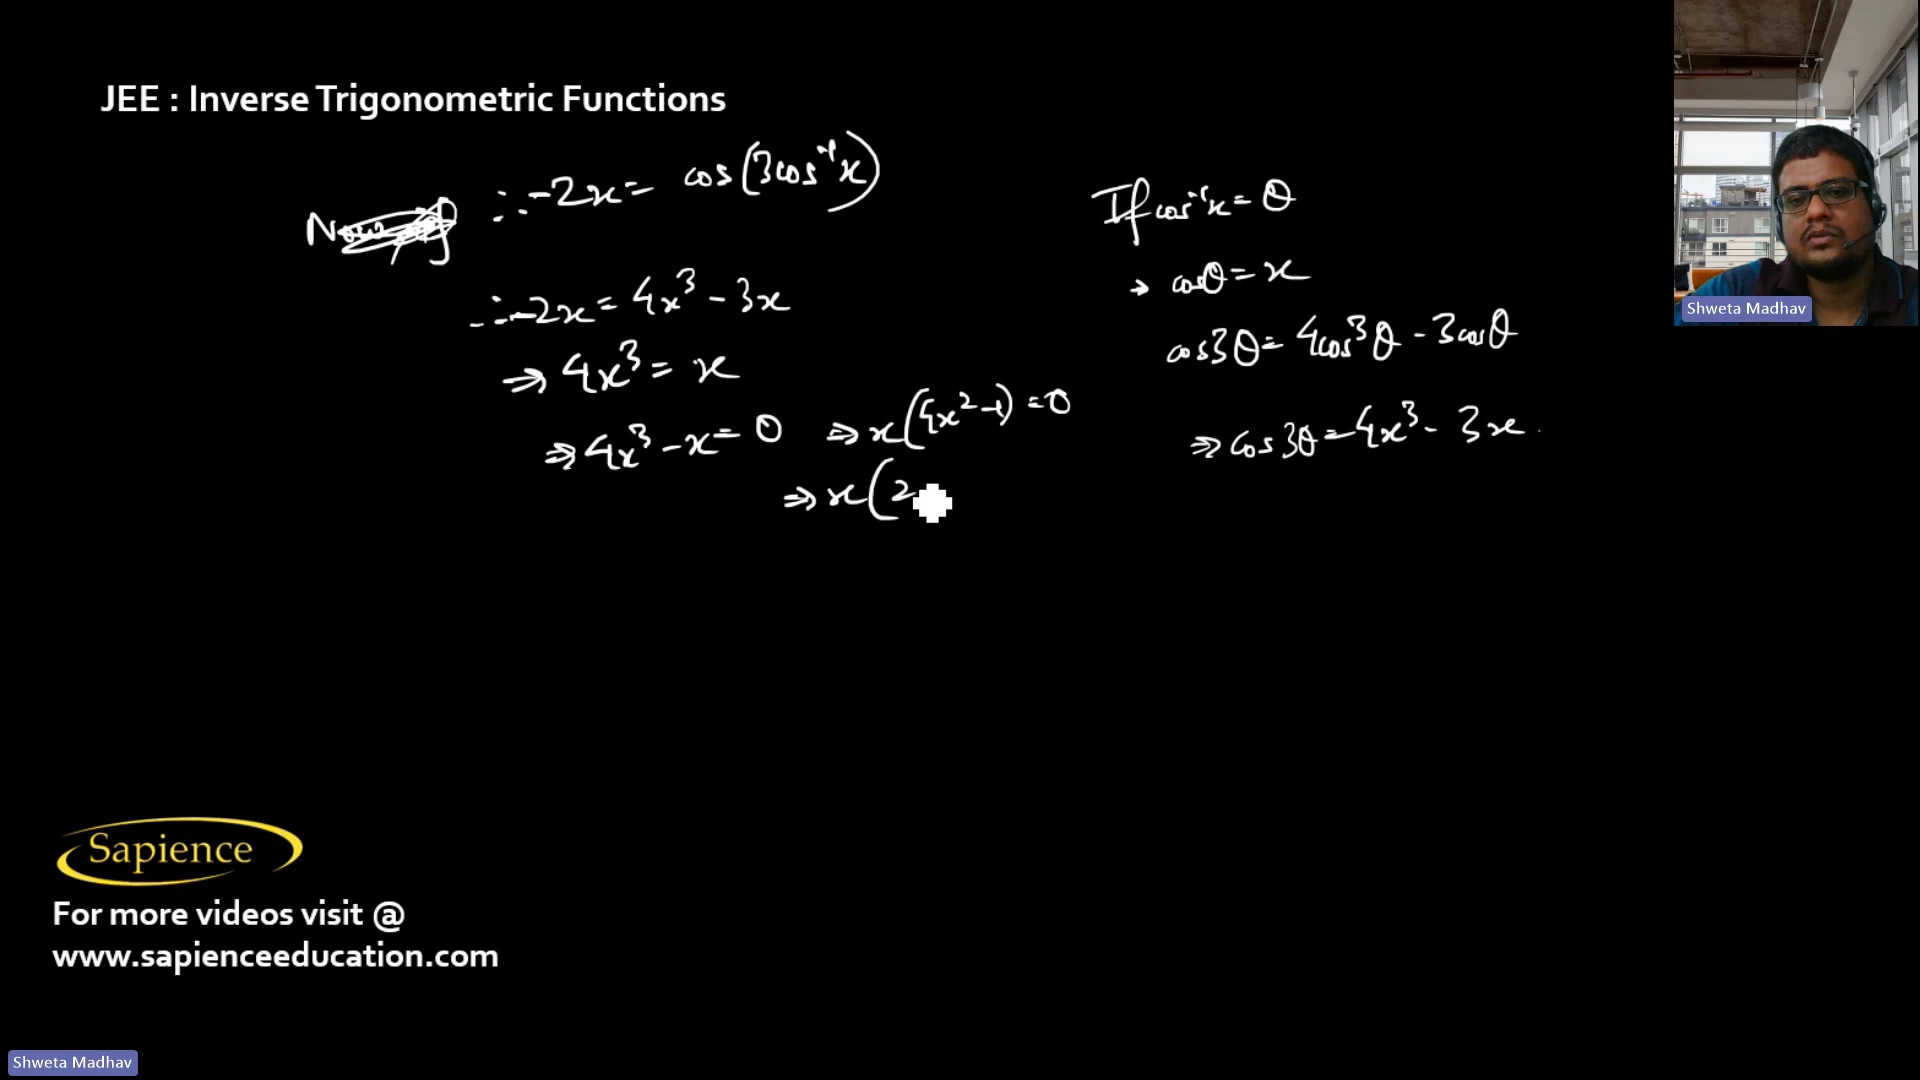 JEE : Inverse Trigonometric Functions
∴ -2x = cos(3cos⁻¹x)
∴ -2x = 4x³ - 3x
⇒ 4x³ = x
⇒ 4x³ - x = 0 ⇒ x(4x² - 1) = 0
⇒ x(2
If cos⁻¹x = θ
→ cosθ = x
cos3θ = 4cos³θ - 3cosθ
⇒ cos3θ = 4x³ - 3x
Shweta Madhav
Sapience
For more videos visit @
www.sapienceeducation.com
Shweta Madhav